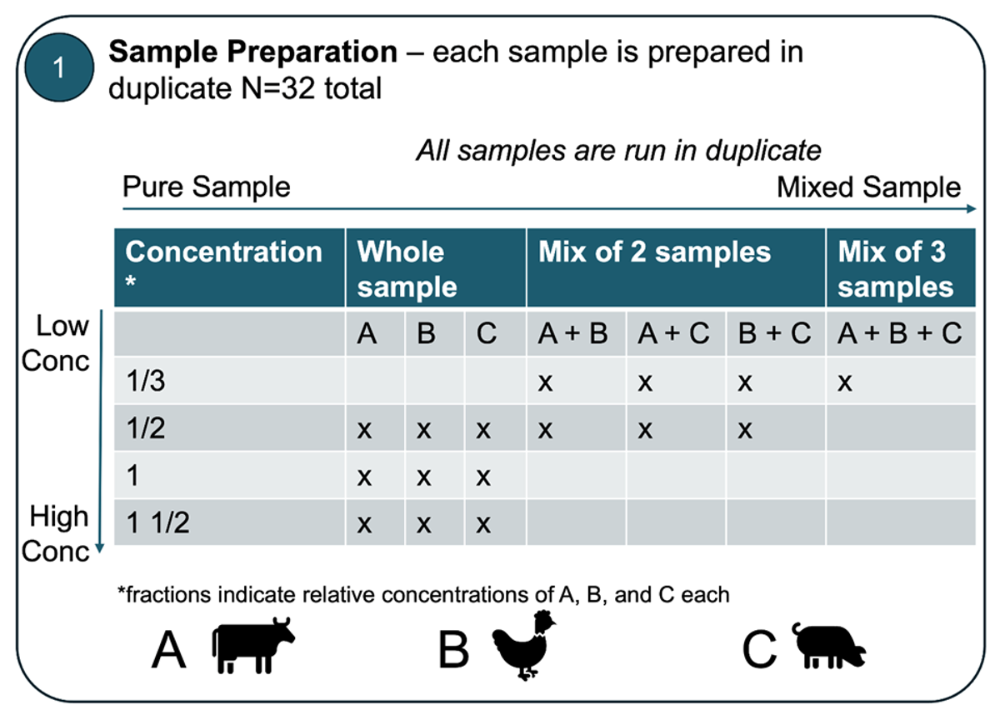 1
Sample Preparation – each sample is prepared in
duplicate N=32 total
All samples are run in duplicate
Pure Sample Mixed Sample
Concentration Whole Mix of 2 samples Mix of 3
* sample samples
Low
Conc
A B C A + B A + C B + C A + B + C
1/3 x x x x
1/2 x x x x x x
1 x x x
High
Conc
1 1/2 x x x
*fractions indicate relative concentrations of A, B, and C each
A B C